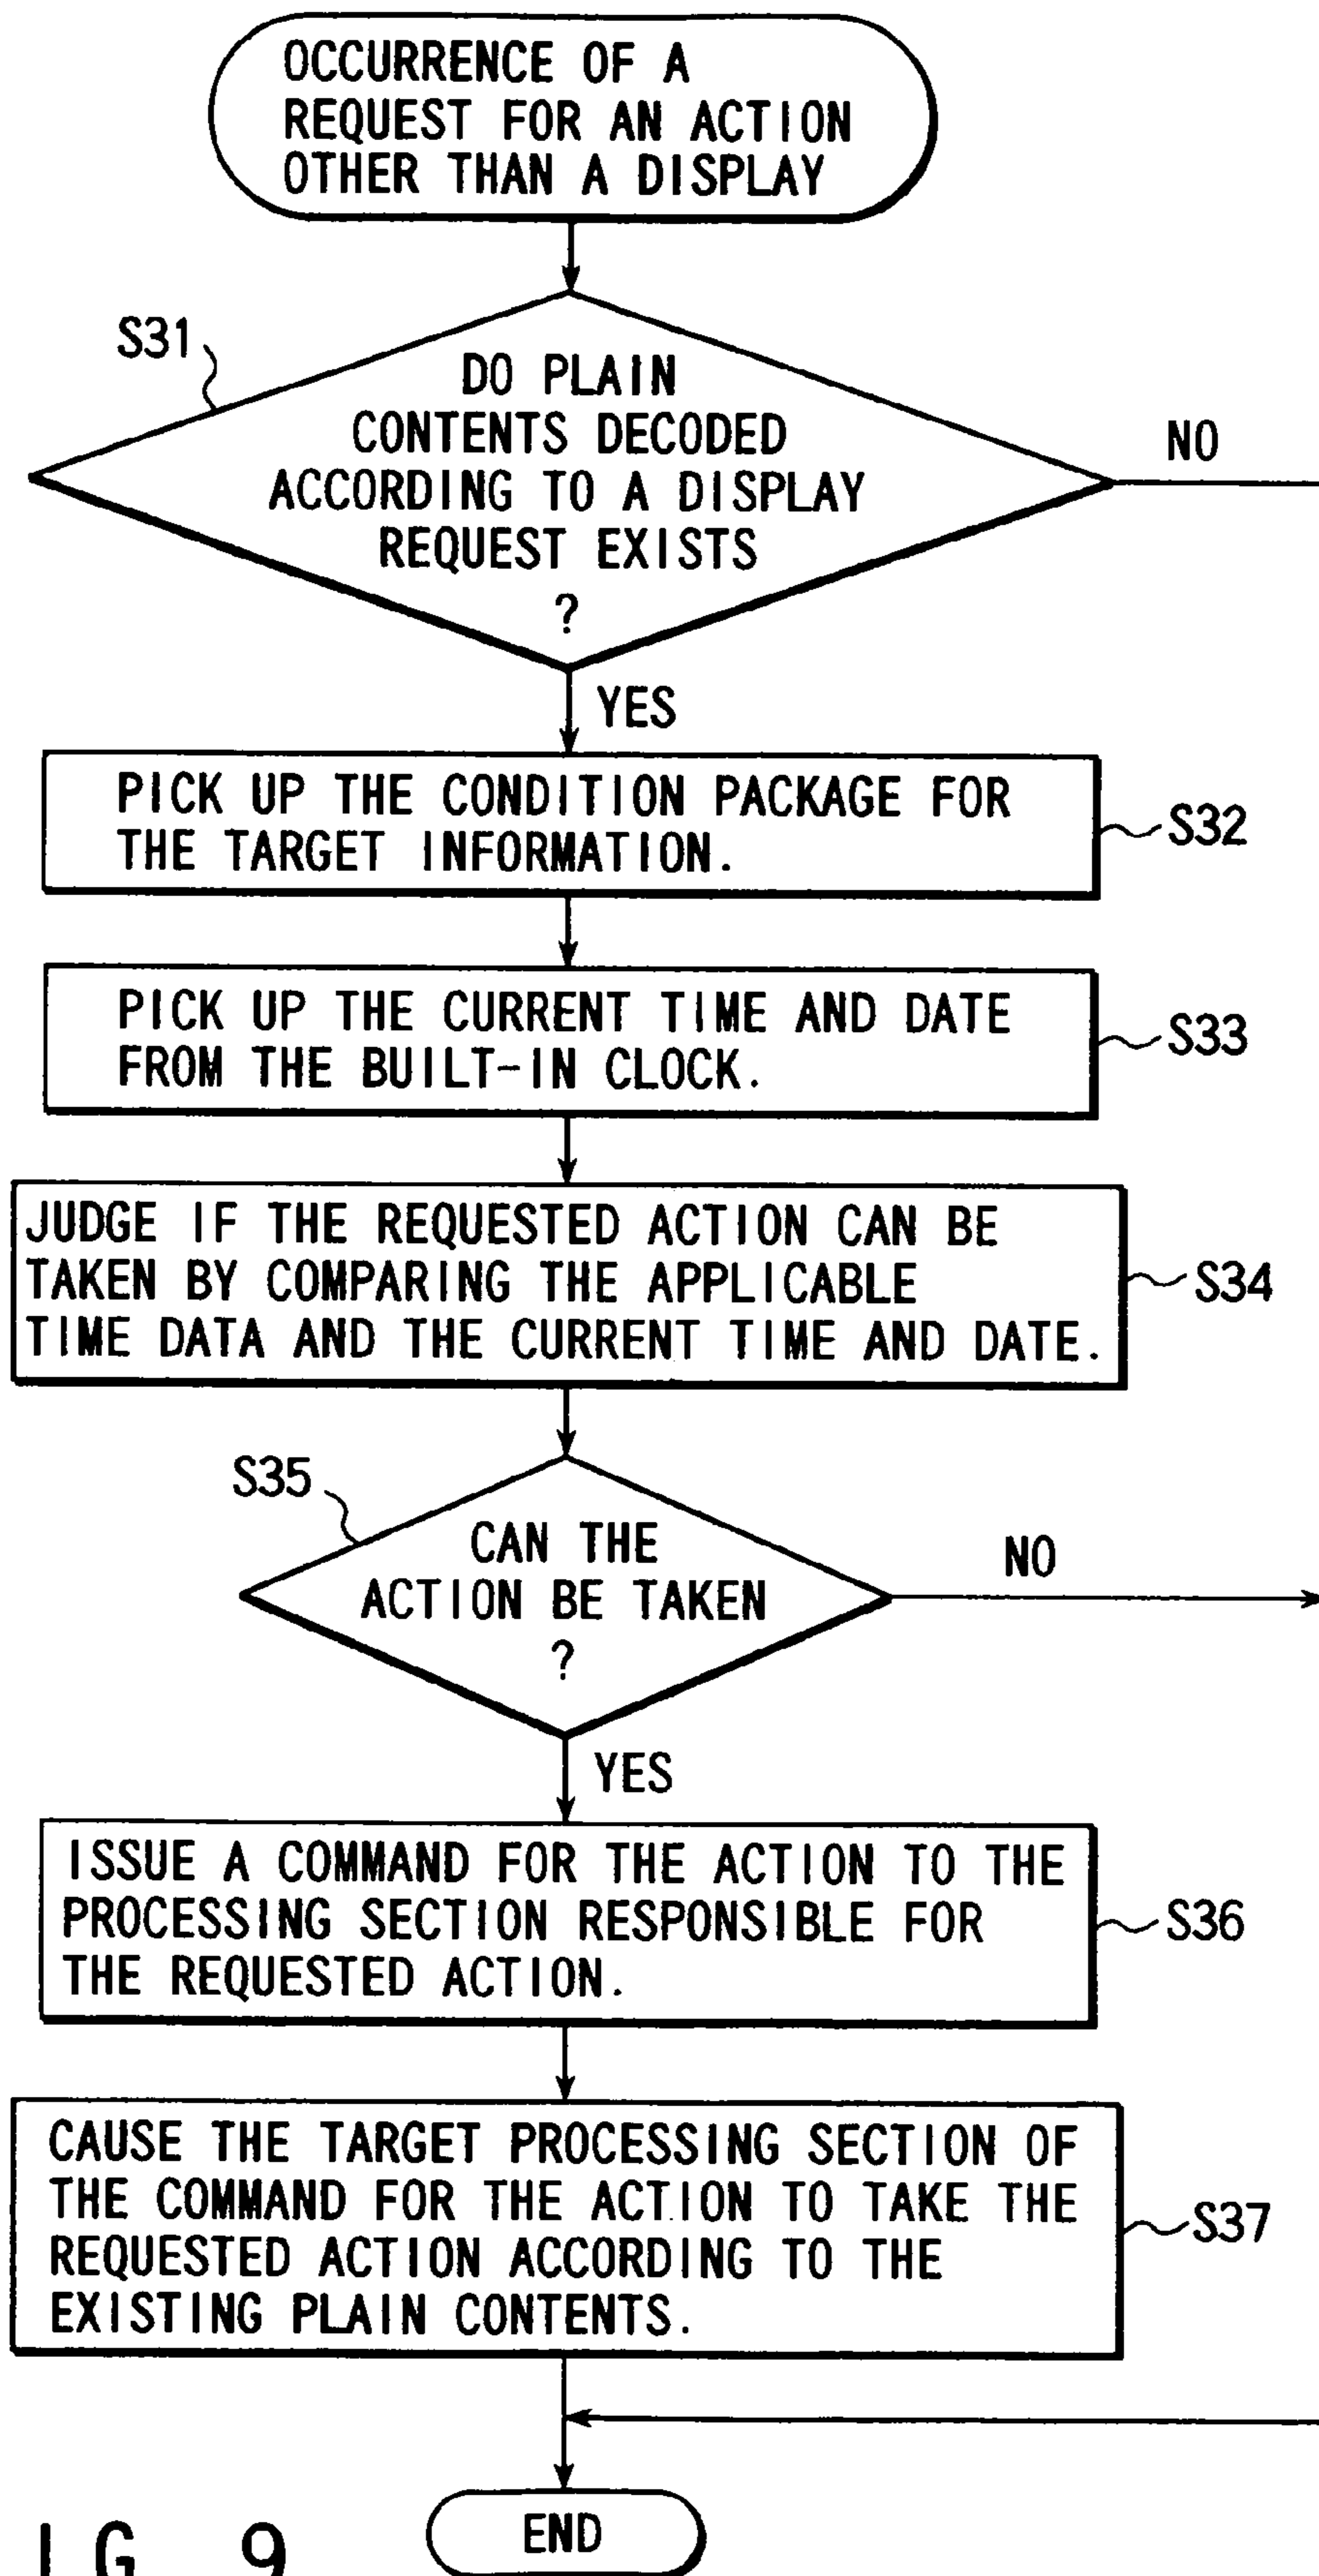 OCCURRENCE OF A
REQUEST FOR AN ACTION
OTHER THAN A DISPLAY
S31
DO PLAIN
CONTENTS DECODED
ACCORDING TO A DISPLAY
REQUEST EXISTS
?
NO
YES
PICK UP THE CONDITION PACKAGE FOR
THE TARGET INFORMATION.
S32
PICK UP THE CURRENT TIME AND DATE
FROM THE BUILT-IN CLOCK.
S33
JUDGE IF THE REQUESTED ACTION CAN BE
TAKEN BY COMPARING THE APPLICABLE
TIME DATA AND THE CURRENT TIME AND DATE.
S34
S35
CAN THE
ACTION BE TAKEN
?
NO
YES
ISSUE A COMMAND FOR THE ACTION TO THE
PROCESSING SECTION RESPONSIBLE FOR
THE REQUESTED ACTION.
S36
CAUSE THE TARGET PROCESSING SECTION OF
THE COMMAND FOR THE ACTION TO TAKE THE
REQUESTED ACTION ACCORDING TO THE
EXISTING PLAIN CONTENTS.
S37
END
IG. 9